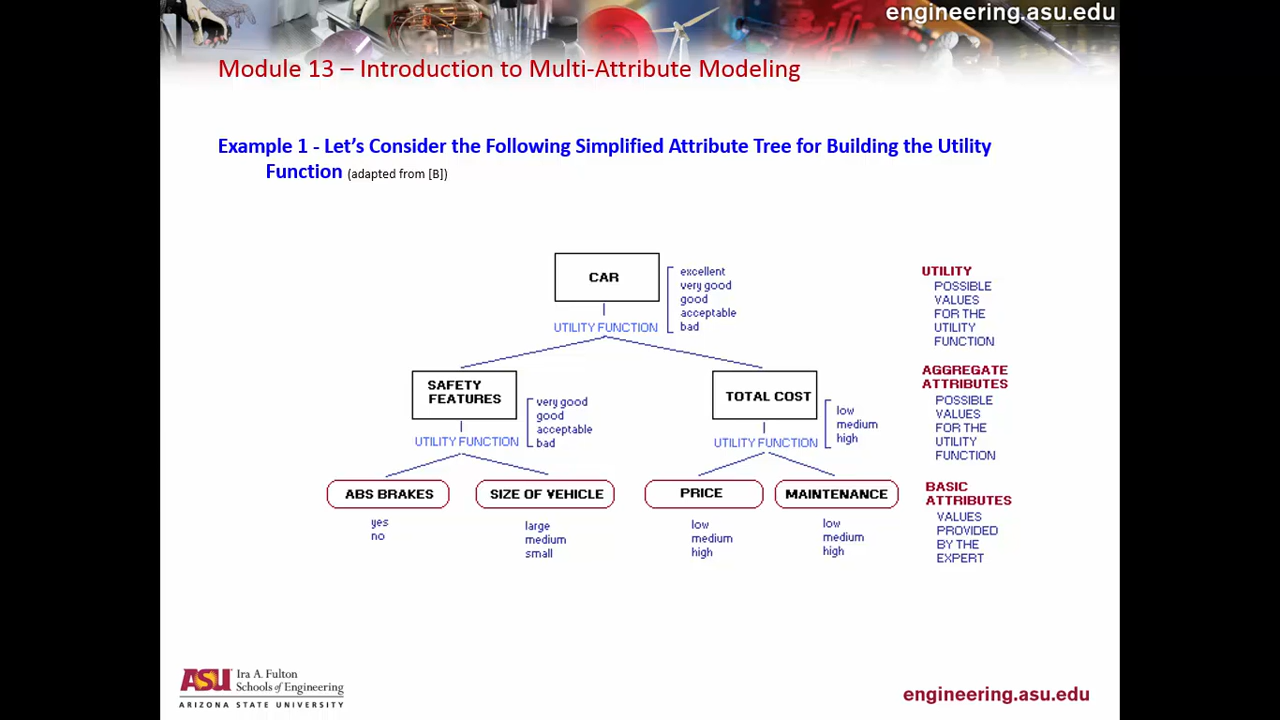 engineering.asu.edu
Module 13 – Introduction to Multi-Attribute Modeling
Example 1 - Let's Consider the Following Simplified Attribute Tree for Building the Utility
Function (adapted from [B])
CAR
excellent
very good
good
acceptable
bad
UTILITY FUNCTION
UTILITY
POSSIBLE
VALUES
FOR THE
UTILITY
FUNCTION
SAFETY
FEATURES
very good
good
acceptable
bad
UTILITY FUNCTION
TOTAL COST
low
medium
high
UTILITY FUNCTION
AGGREGATE
ATTRIBUTES
POSSIBLE
VALUES
FOR THE
UTILITY
FUNCTION
ABS BRAKES
yes
no
SIZE OF VEHICLE
large
medium
small
PRICE
low
medium
high
MAINTENANCE
low
medium
high
BASIC
ATTRIBUTES
VALUES
PROVIDED
BY THE
EXPERT
ASU Ira A. Fulton
Schools of Engineering
ARIZONA STATE UNIVERSITY
engineering.asu.edu